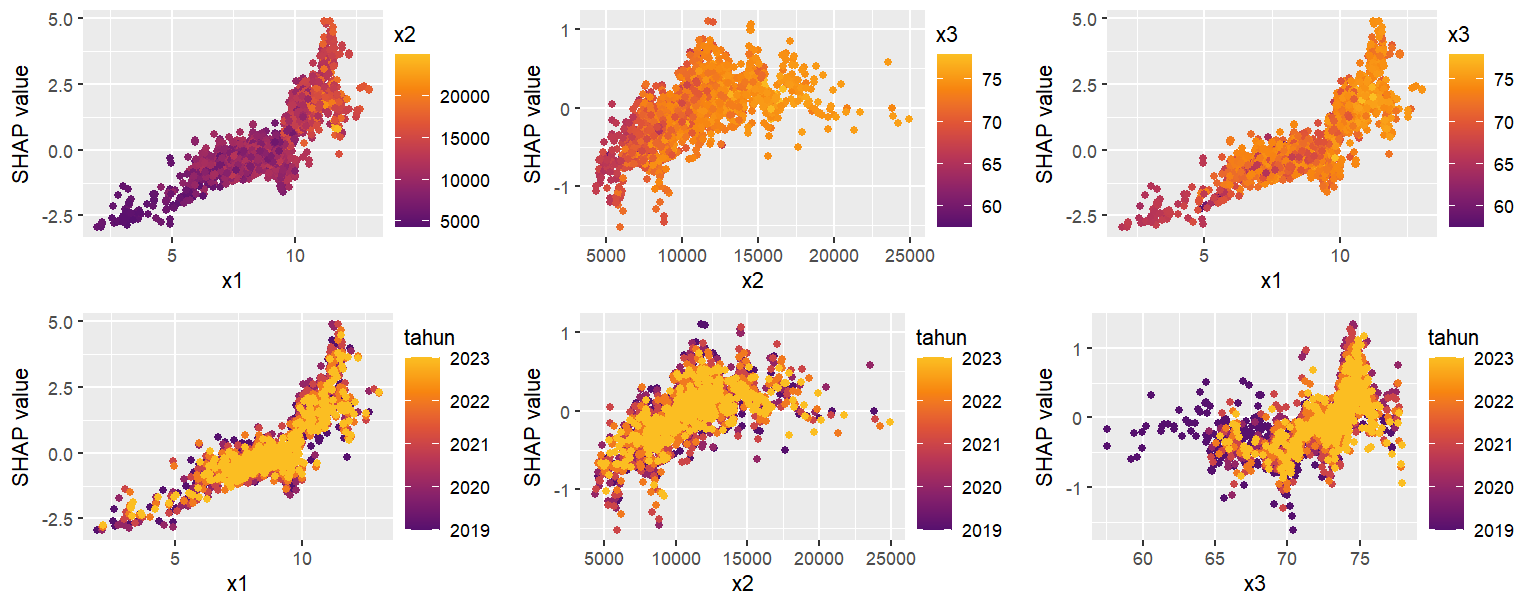 5.0
2.5
0.0
-2.5
SHAP value
5 10
x1
x2
20000
15000
10000
5000
1
0
-1
SHAP value
5000 10000 15000 20000 25000
x2
x3
75
70
65
60
5.0
2.5
0.0
-2.5
SHAP value
5 10
x1
x3
75
70
65
60
5.0
2.5
0.0
-2.5
SHAP value
5 10
x1
tahun
2023
2022
2021
2020
2019
1
0
-1
SHAP value
5000 10000 15000 20000 25000
x2
tahun
2023
2022
2021
2020
2019
1
0
-1
SHAP value
60 65 70 75
x3
tahun
2023
2022
2021
2020
2019